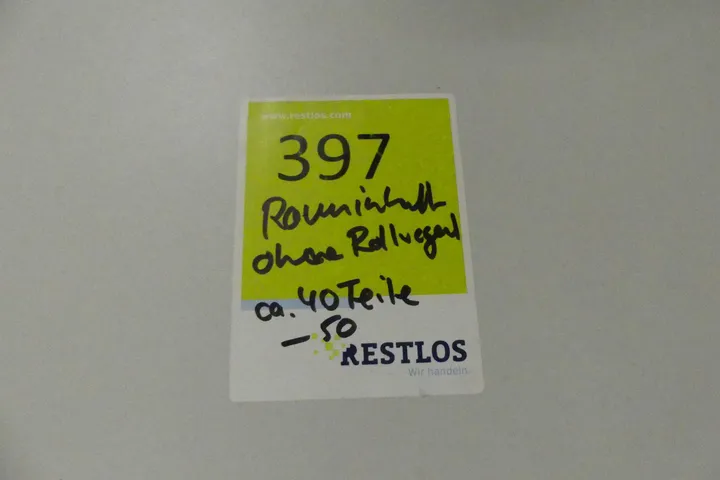 www.restlos.com
397
Rauminhalt
ohne Rollregal
ca. 40 Teile
– 50
RESTLOS
Wir handeln